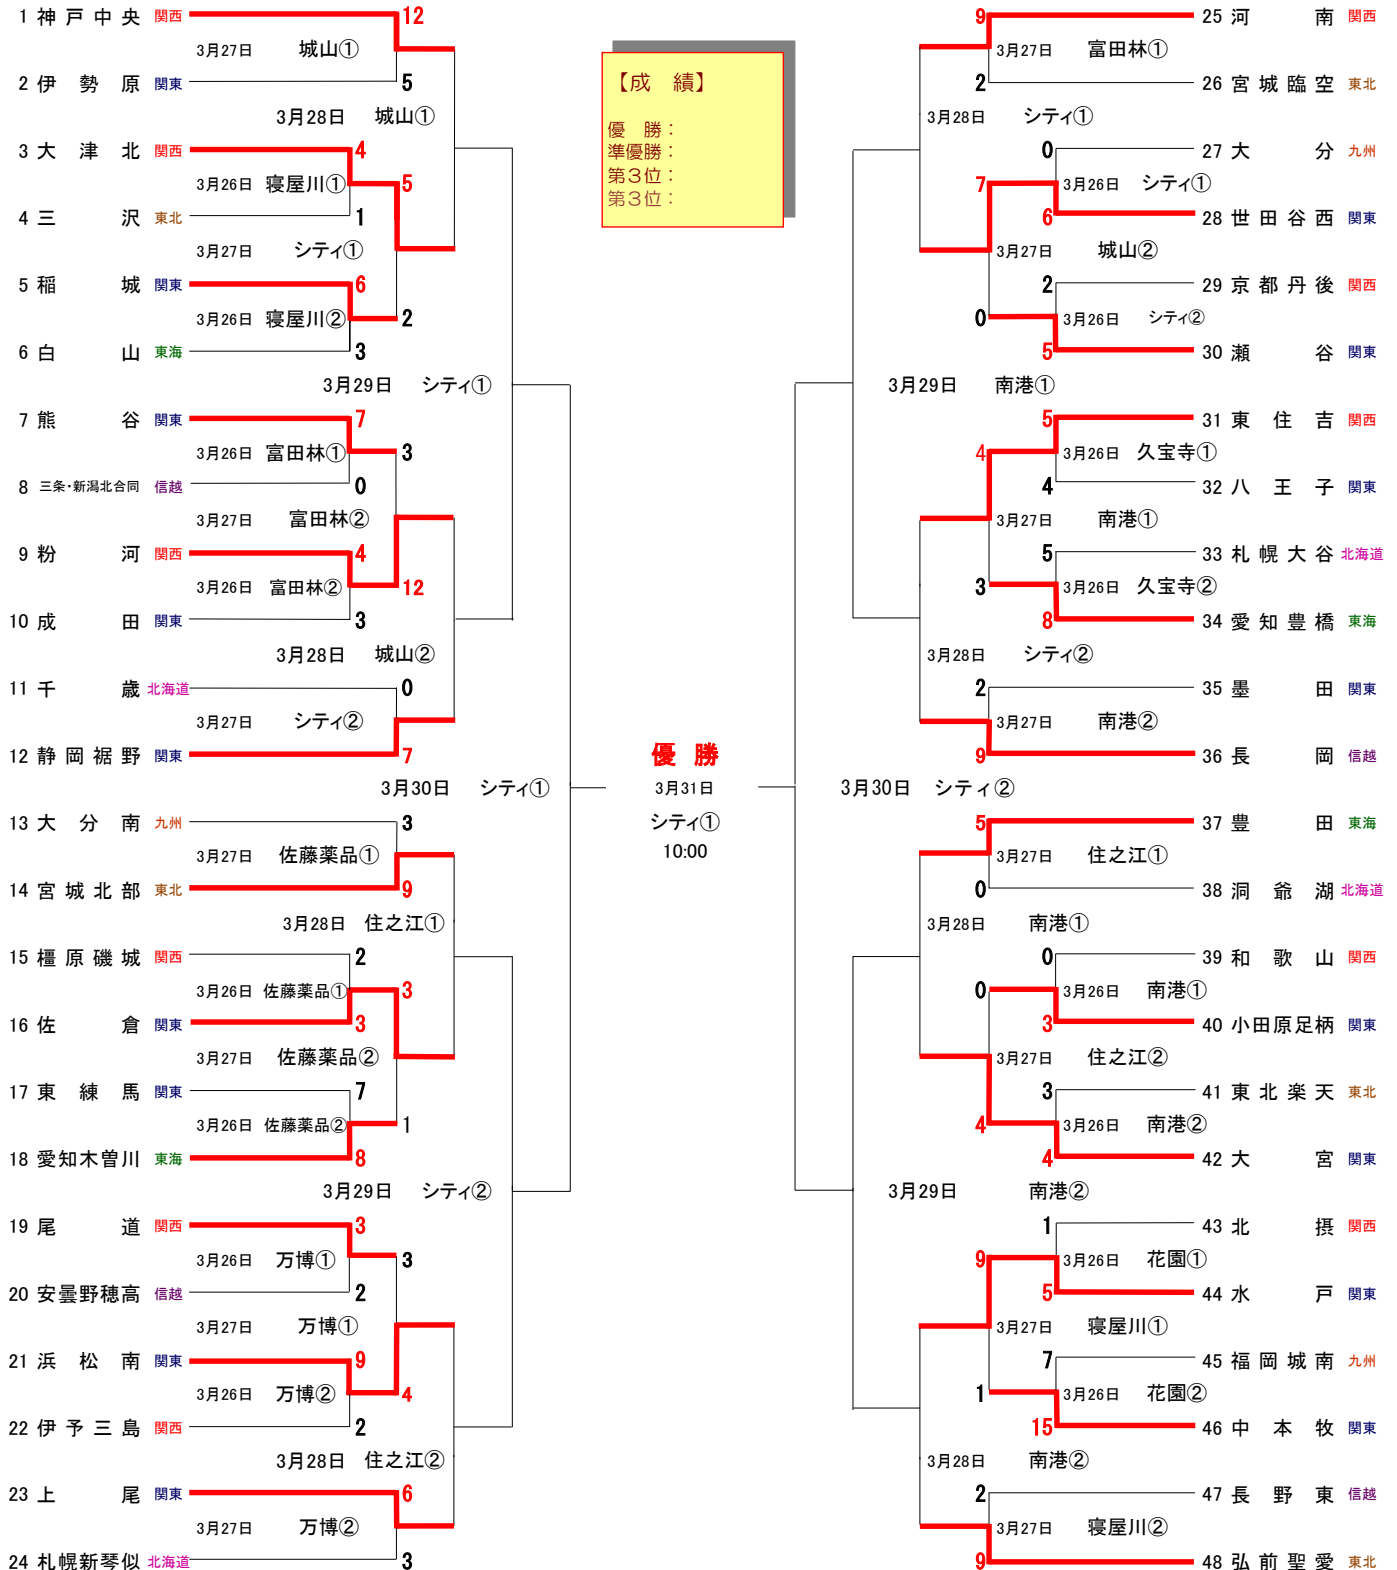 1 神戸中央 関西 12
3月27日 城山①
2 伊勢原 関東 5
3月28日 城山①
3 大津北 関西 4
3月26日 寝屋川① 5
4 三沢 東北 1
3月27日 シティ①
5 稲城 関東 6
3月26日 寝屋川② 2
6 白山 東海 3
3月29日 シティ①
7 熊谷 関東 7
3月26日 富田林① 3
8 三条・新潟北合同 信越 0
3月27日 富田林②
9 粉河 関西 4
3月26日 富田林② 12
10 成田 関東 3
3月28日 城山②
11 千歳 北海道 0
3月27日 シティ②
12 静岡裾野 関東 7
3月30日 シティ①
13 大分南 九州 3
3月27日 佐藤薬品①
14 宮城北部 東北 9
3月28日 住之江①
15 橿原磯城 関西 2
3月26日 佐藤薬品① 3
16 佐倉 関東 3
3月27日 佐藤薬品②
17 東練馬 関東 7
3月26日 佐藤薬品② 1
18 愛知木曽川 東海 8
3月29日 シティ②
19 尾道 関西 3
3月26日 万博① 3
20 安曇野穂高 信越 2
3月27日 万博①
21 浜松南 関東 9
3月26日 万博② 4
22 伊予三島 関西 2
3月28日 住之江②
23 上尾 関東 6
3月27日 万博②
24 札幌新琴似 北海道 3
【成績】
優勝：
準優勝：
第３位：
第３位：
優勝
3月31日
シティ①
10:00
9 25 河南 関西
3月27日 富田林①
2 26 宮城臨空 東北
3月28日 シティ①
0 27 大分 九州
7 3月26日 シティ①
6 28 世田谷西 関東
3月27日 城山②
2 29 京都丹後 関西
0 3月26日 シティ②
5 30 瀬谷 関東
3月29日 南港①
5 31 東住吉 関西
4 3月26日 久宝寺①
4 32 八王子 関東
3月27日 南港①
5 33 札幌大谷 北海道
3 3月26日 久宝寺②
8 34 愛知豊橋 東海
3月28日 シティ②
2 35 墨田 関東
3月27日 南港②
9 36 長岡 信越
3月30日 シティ②
5 37 豊田 東海
3月27日 住之江①
0 38 洞爺湖 北海道
3月28日 南港①
0 39 和歌山 関西
0 3月26日 南港①
3 40 小田原足柄 関東
3月27日 住之江②
3 41 東北楽天 東北
4 3月26日 南港②
4 42 大宮 関東
3月29日 南港②
1 43 北摂 関西
9 3月26日 花園①
5 44 水戸 関東
3月27日 寝屋川①
7 45 福岡城南 九州
1 3月26日 花園②
15 46 中本牧 関東
3月28日 南港②
2 47 長野東 信越
3月27日 寝屋川②
9 48 弘前聖愛 東北